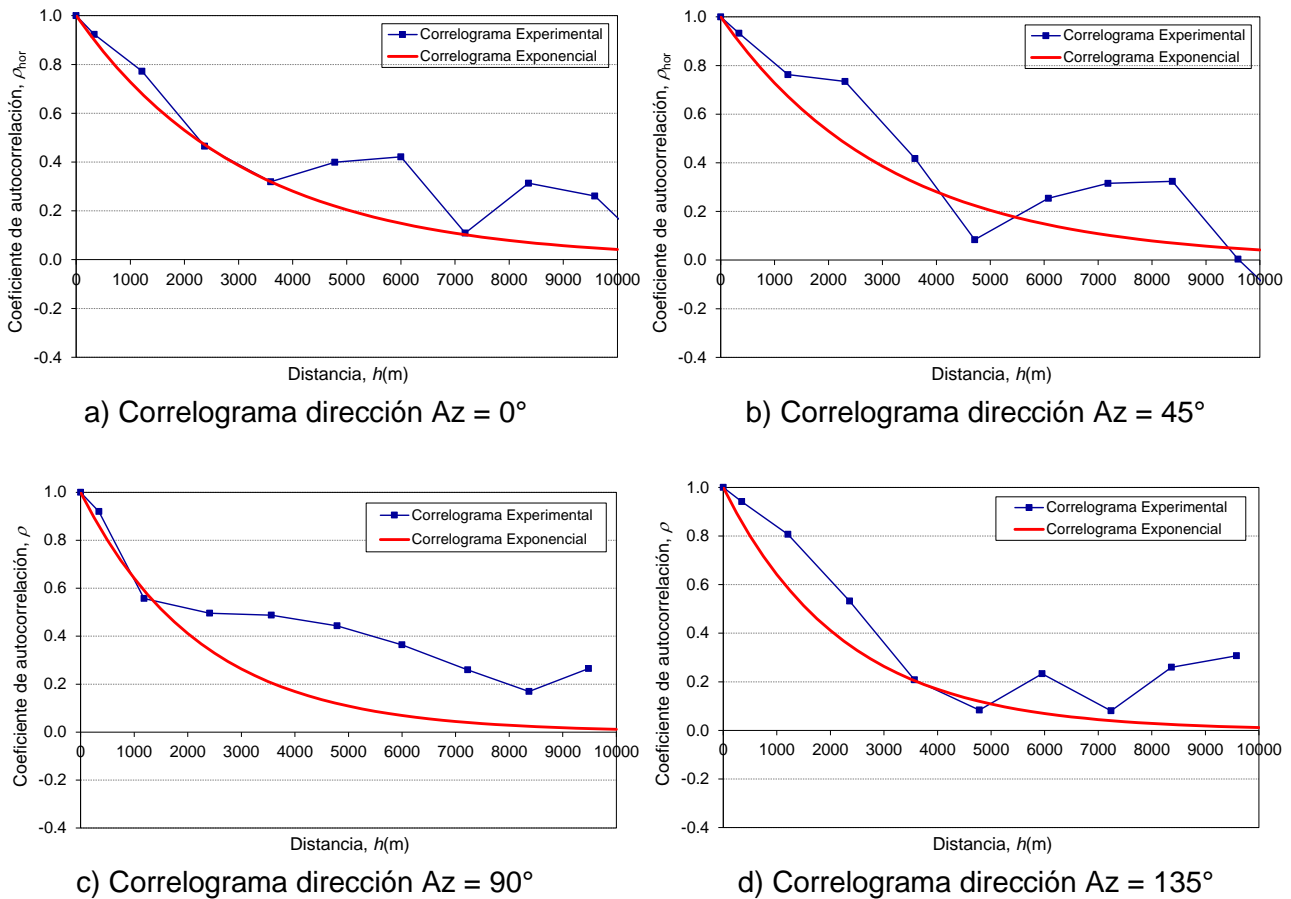 1.0
0.8
0.6
0.4
0.2
0.0
-0.2
-0.4
0 1000 2000 3000 4000 5000 6000 7000 8000 9000 10000
Coeficiente de autocorrelación, ρhor
Distancia, h(m)
Correlograma Experimental
Correlograma Exponencial
a) Correlograma dirección Az = 0°
1.0
0.8
0.6
0.4
0.2
0.0
-0.2
-0.4
0 1000 2000 3000 4000 5000 6000 7000 8000 9000 10000
Coeficiente de autocorrelación, ρhor
Distancia, h(m)
Correlograma Experimental
Correlograma Exponencial
b) Correlograma dirección Az = 45°
1.0
0.8
0.6
0.4
0.2
0.0
-0.2
-0.4
0 1000 2000 3000 4000 5000 6000 7000 8000 9000 10000
Coeficiente de autocorrelación, ρ
Distancia, h(m)
Correlograma Experimental
Correlograma Exponencial
c) Correlograma dirección Az = 90°
1.0
0.8
0.6
0.4
0.2
0.0
-0.2
-0.4
0 1000 2000 3000 4000 5000 6000 7000 8000 9000 10000
Coeficiente de autocorrelación, ρ
Distancia, h(m)
Correlograma Experimental
Correlograma Exponencial
d) Correlograma dirección Az = 135°